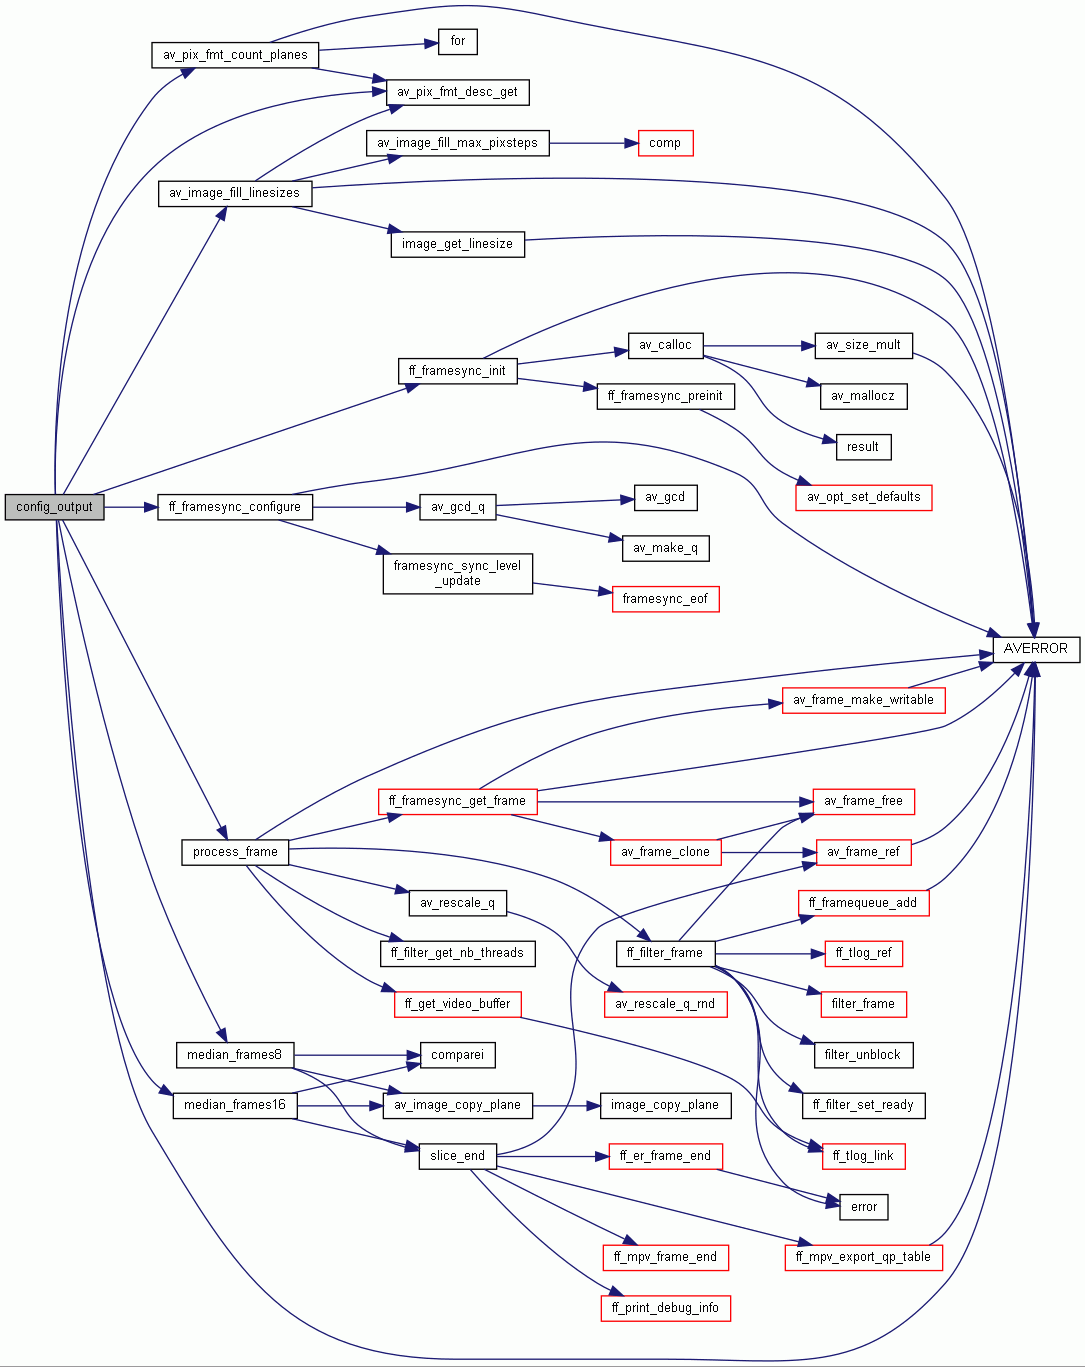 for
av_pix_fmt_count_planes
av_pix_fmt_desc_get
av_image_fill_max_pixsteps
comp
av_image_fill_linesizes
image_get_linesize
av_calloc
av_size_mult
ff_framesync_init
ff_framesync_preinit
av_mallocz
result
av_opt_set_defaults
av_gcd
config_output
ff_framesync_configure
av_gcd_q
av_make_q
framesync_sync_level
_update
framesync_eof
AVERROR
av_frame_make_writable
ff_framesync_get_frame
av_frame_free
process_frame
av_frame_clone
av_frame_ref
av_rescale_q
ff_framequeue_add
ff_filter_get_nb_threads
ff_filter_frame
ff_tlog_ref
ff_get_video_buffer
av_rescale_q_rnd
filter_frame
median_frames8
comparei
filter_unblock
median_frames16
av_image_copy_plane
image_copy_plane
ff_filter_set_ready
slice_end
ff_er_frame_end
ff_tlog_link
error
ff_mpv_frame_end
ff_mpv_export_qp_table
ff_print_debug_info